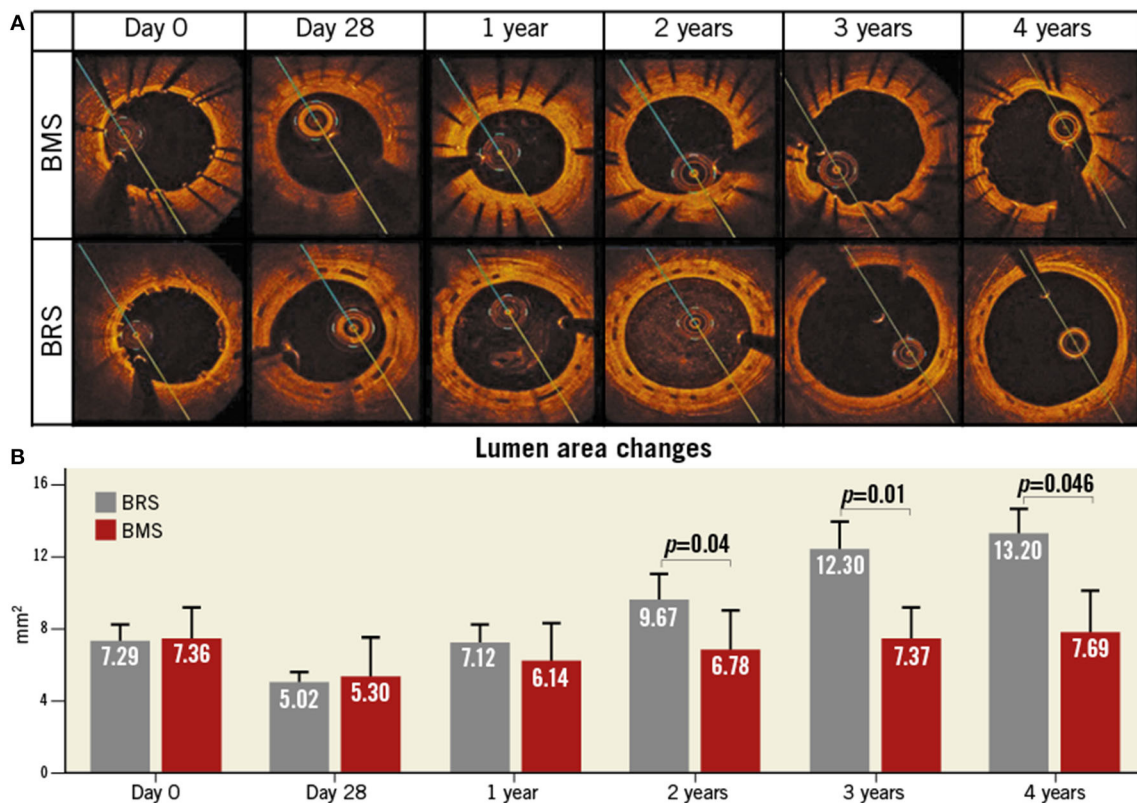 A
Day 0 Day 28 1 year 2 years 3 years 4 years
BMS
BRS
B
Lumen area changes
16
12
8
4
0
mm²
BRS
BMS
p=0.04
p=0.01
p=0.046
7.29 7.36 5.02 5.30 7.12 6.14 9.67 6.78 12.30 7.37 13.20 7.69
Day 0 Day 28 1 year 2 years 3 years 4 years